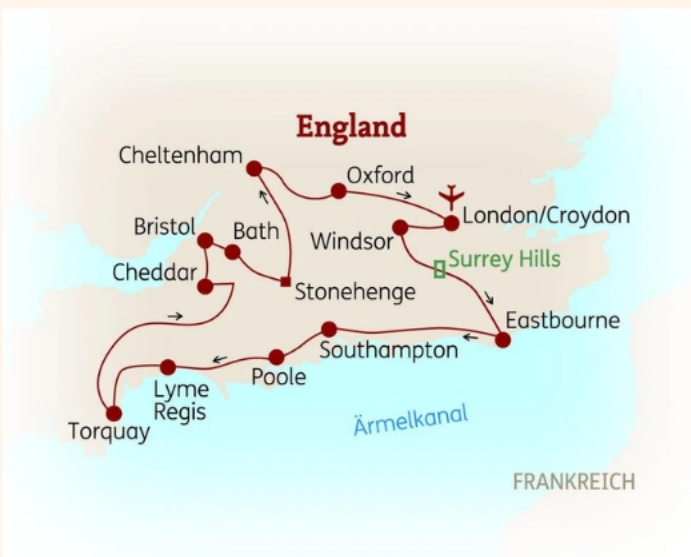 England
Cheltenham
Oxford
London/Croydon
Bristol
Bath
Windsor
Cheddar
Surrey Hills
Stonehenge
Eastbourne
Southampton
Poole
Lyme
Regis
Torquay
Ärmelkanal
FRANKREICH